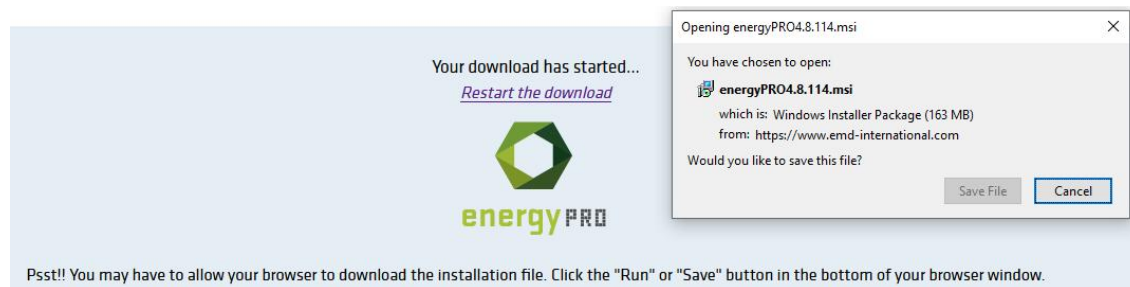 Your download has started...
Restart the download
energy PRO
Psst!! You may have to allow your browser to download the installation file. Click the "Run" or "Save" button in the bottom of your browser window.
Opening energyPRO4.8.114.msi
You have chosen to open:
energyPRO4.8.114.msi
which is: Windows Installer Package (163 MB)
from: https://www.emd-international.com
Would you like to save this file?
Save File Cancel